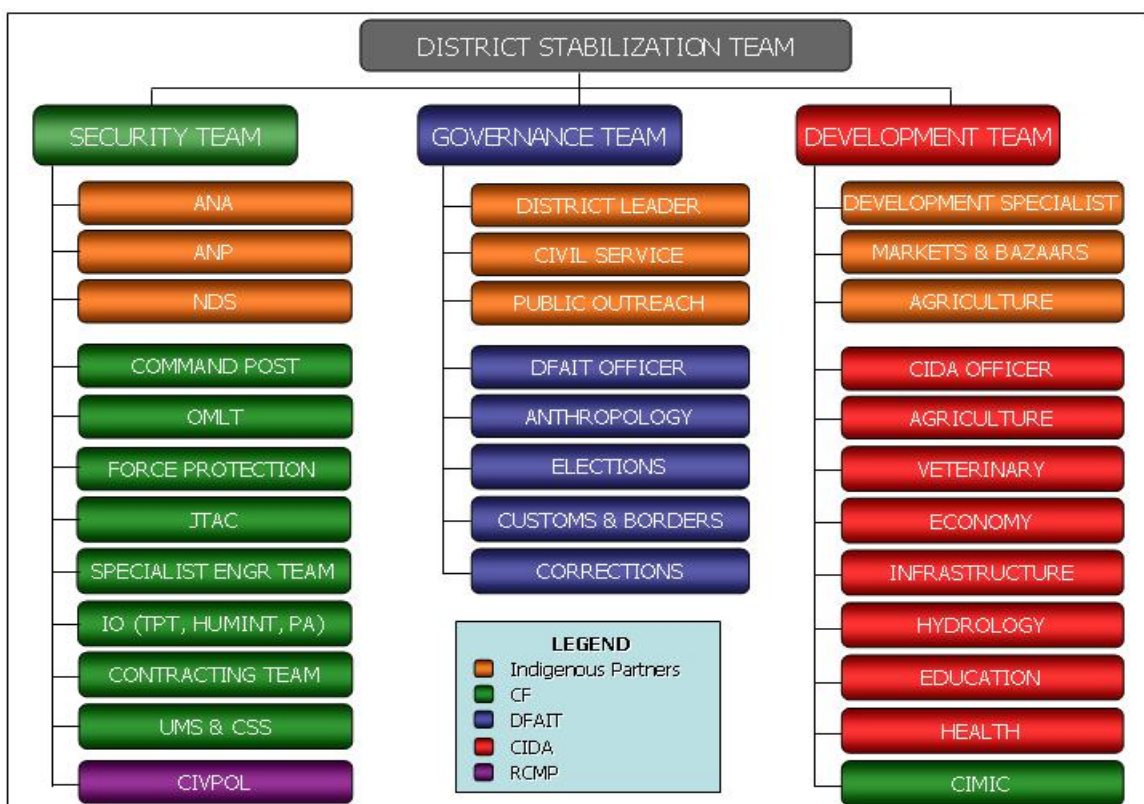 DISTRICT STABILIZATION TEAM
SECURITY TEAM
ANA
ANP
NDS
COMMAND POST
OMLT
FORCE PROTECTION
JTAC
SPECIALIST ENGR TEAM
IO (TPT, HUMINT, PA)
CONTRACTING TEAM
UMS & CSS
CIVPOL
GOVERNANCE TEAM
DISTRICT LEADER
CIVIL SERVICE
PUBLIC OUTREACH
DFAIT OFFICER
ANTHROPOLOGY
ELECTIONS
CUSTOMS & BORDERS
CORRECTIONS
DEVELOPMENT TEAM
DEVELOPMENT SPECIALIST
MARKETS & BAZAARS
AGRICULTURE
CIDA OFFICER
AGRICULTURE
VETERINARY
ECONOMY
INFRASTRUCTURE
HYDROLOGY
EDUCATION
HEALTH
CIMIC
LEGEND
Indigenous Partners
CF
DFAIT
CIDA
RCMP